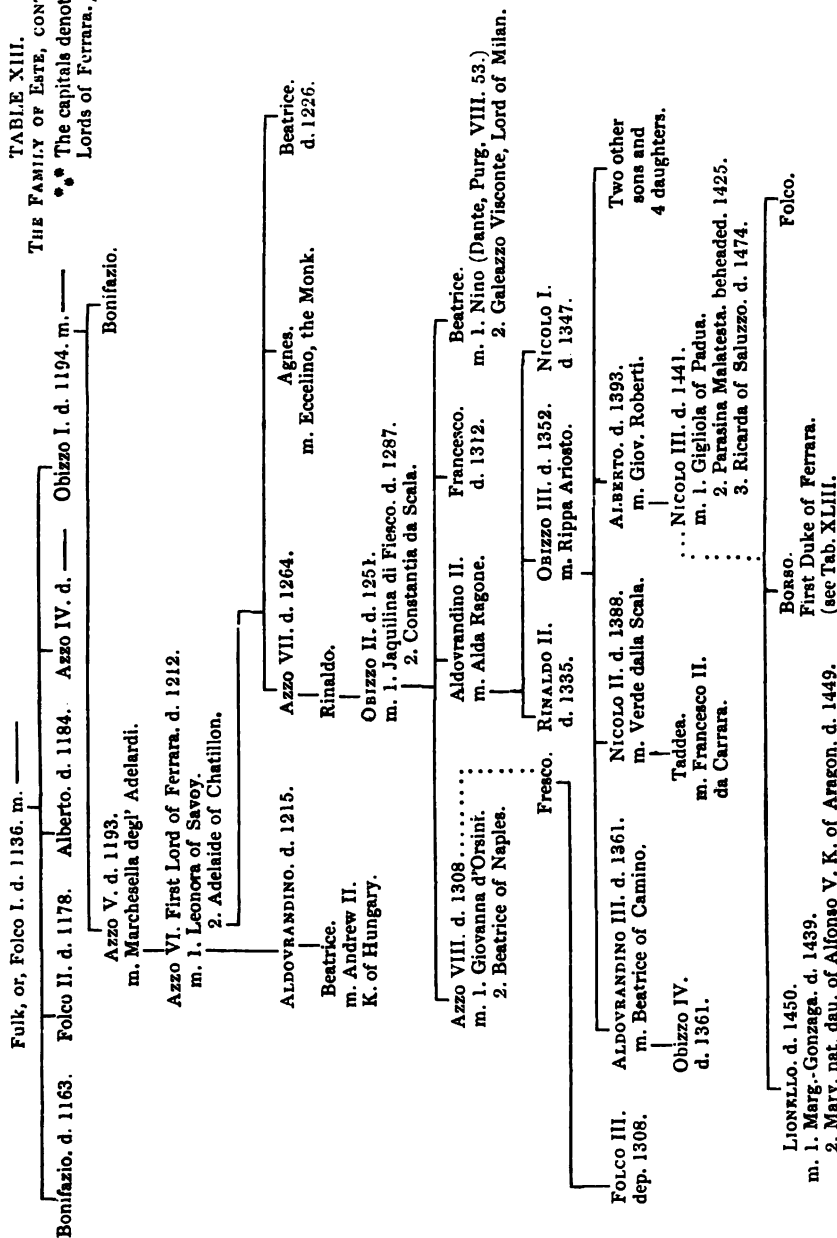 TABLE XIII.
THE FAMILY OF ESTE, CONT
*** The capitals denot
Lords of Ferrara.
Fulk, or, Folco I. d. 1136. m. ——
Bonifazio. d. 1163.
Folco II. d. 1178.
Alberto. d. 1184.
Azzo IV. d. ——
Obizzo I. d. 1194. m. ——
Azzo V. d. 1193.
m. Marchesella degl' Adelardi.
Bonifazio.
Azzo VI. First Lord of Ferrara. d. 1212.
m. 1. Leonora of Savoy.
2. Adelaide of Chatillon.
ALDOVRANDINO. d. 1215.
Azzo VII. d. 1264.
Agnes.
m. Eccelino, the Monk.
Beatrice.
d. 1226.
Beatrice.
m. Andrew II.
K. of Hungary.
Rinaldo.
OBIZZO II. d. 1251.
m. 1. Jaquilina di Fiesco. d. 1287.
2. Constantia da Scala.
Azzo VIII. d. 1308
m. 1. Giovanna d'Orsini.
2. Beatrice of Naples.
Aldovrandino II.
m. Alda Ragone.
Francesco.
d. 1312.
Beatrice.
m. 1. Nino (Dante, Purg. VIII. 53.)
2. Galeazzo Visconte, Lord of Milan.
Fresco.
RINALDO II.
d. 1335.
OBIZZO III. d. 1352.
m. Rippa Ariosto.
NICOLO I.
d. 1347.
FOLCO III.
dep. 1308.
ALDOVRANDINO III. d. 1361.
m. Beatrice of Camino.
NICOLO II. d. 1388.
m. Verde dalla Scala.
ALBERTO. d. 1393.
m. Giov. Roberti.
Two other
sons and
4 daughters.
Obizzo IV.
d. 1361.
Taddea.
m. Francesco II.
da Carrara.
NICOLO III. d. 1441.
m. 1. Gigliola of Padua.
2. Parasina Malatesta. beheaded. 1425.
3. Ricarda of Saluzzo. d. 1474.
LIONELLO. d. 1450.
m. 1. Marg.-Gonzaga. d. 1439.
2. Mary, nat. dau. of Alfonso V. K. of Aragon. d. 1449.
BORSO.
First Duke of Ferrara.
(see Tab. XLIII.
Folco.